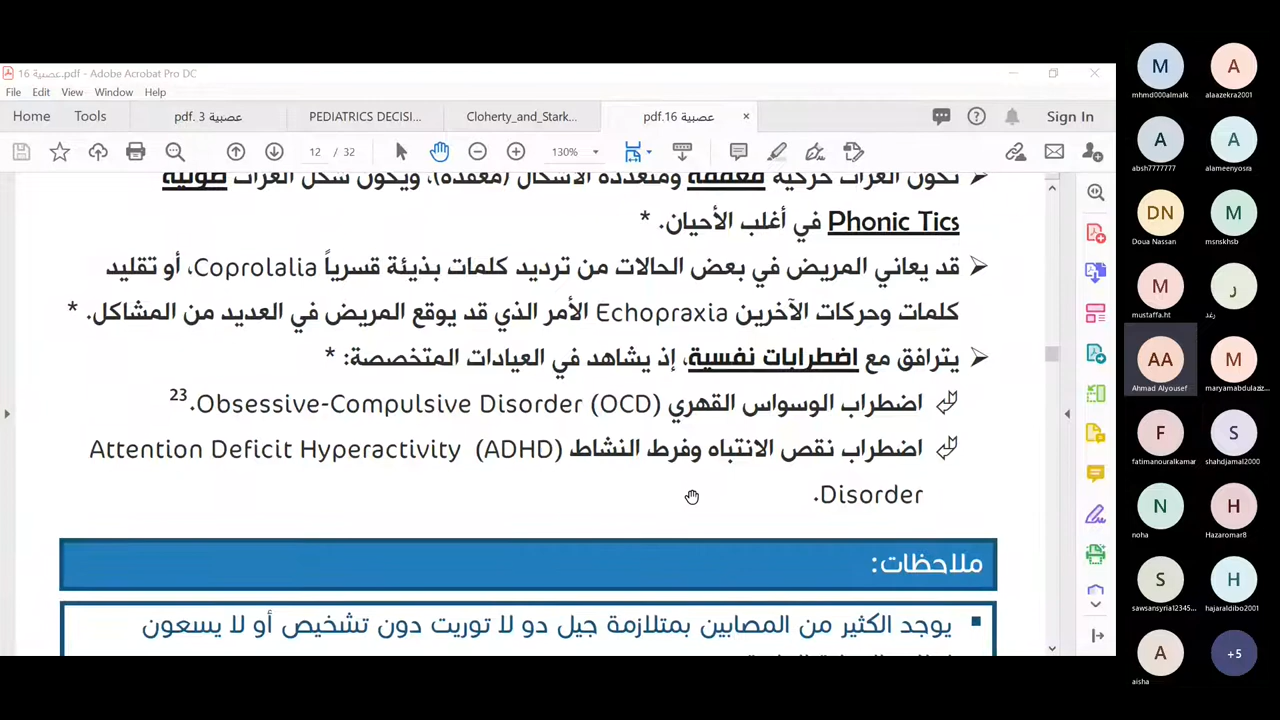 عصبية 16.pdf - Adobe Acrobat Pro DC
File Edit View Window Help
Home Tools عصبية 3 .pdf PEDIATRICS DECISI... Cloherty_and_Stark... عصبية 16.pdf × Sign In
12 / 32 130%
تكون العرات حركية معممة ومتعددة الأشكال (معقدة)، ويكون شكل العرات صوتية
Phonic Tics في أغلب الأحيان. *
قد يعاني المريض في بعض الحالات من ترديد كلمات بذيئة قسرياً Coprolalia، أو تقليد
كلمات وحركات الآخرين Echopraxia الأمر الذي قد يوقع المريض في العديد من المشاكل. *
يترافق مع اضطرابات نفسية، إذ يشاهد في العيادات المتخصصة: *
اضطراب الوسواس القهري Obsessive-Compulsive Disorder (OCD).23
اضطراب نقص الانتباه وفرط النشاط (ADHD) Attention Deficit Hyperactivity
Disorder.
ملاحظات:
▪ يوجد الكثير من المصابين بمتلازمة جيل دو لا توريت دون تشخيص أو لا يسعون
M A
mhmd000almalk alaazekra2001
A A
absh7777777 alameenyosra
DN M
Doua Nassan msnskhsb
M ر
mustaffa.ht رغد
AA M
Ahmad Alyousef maryamabdulaziz...
F S
fatimanouralkamar shahdjamal2000
N H
noha Hazaromar8
S H
sawsansyria12345... hajaraldibo2001
A +5
aisha